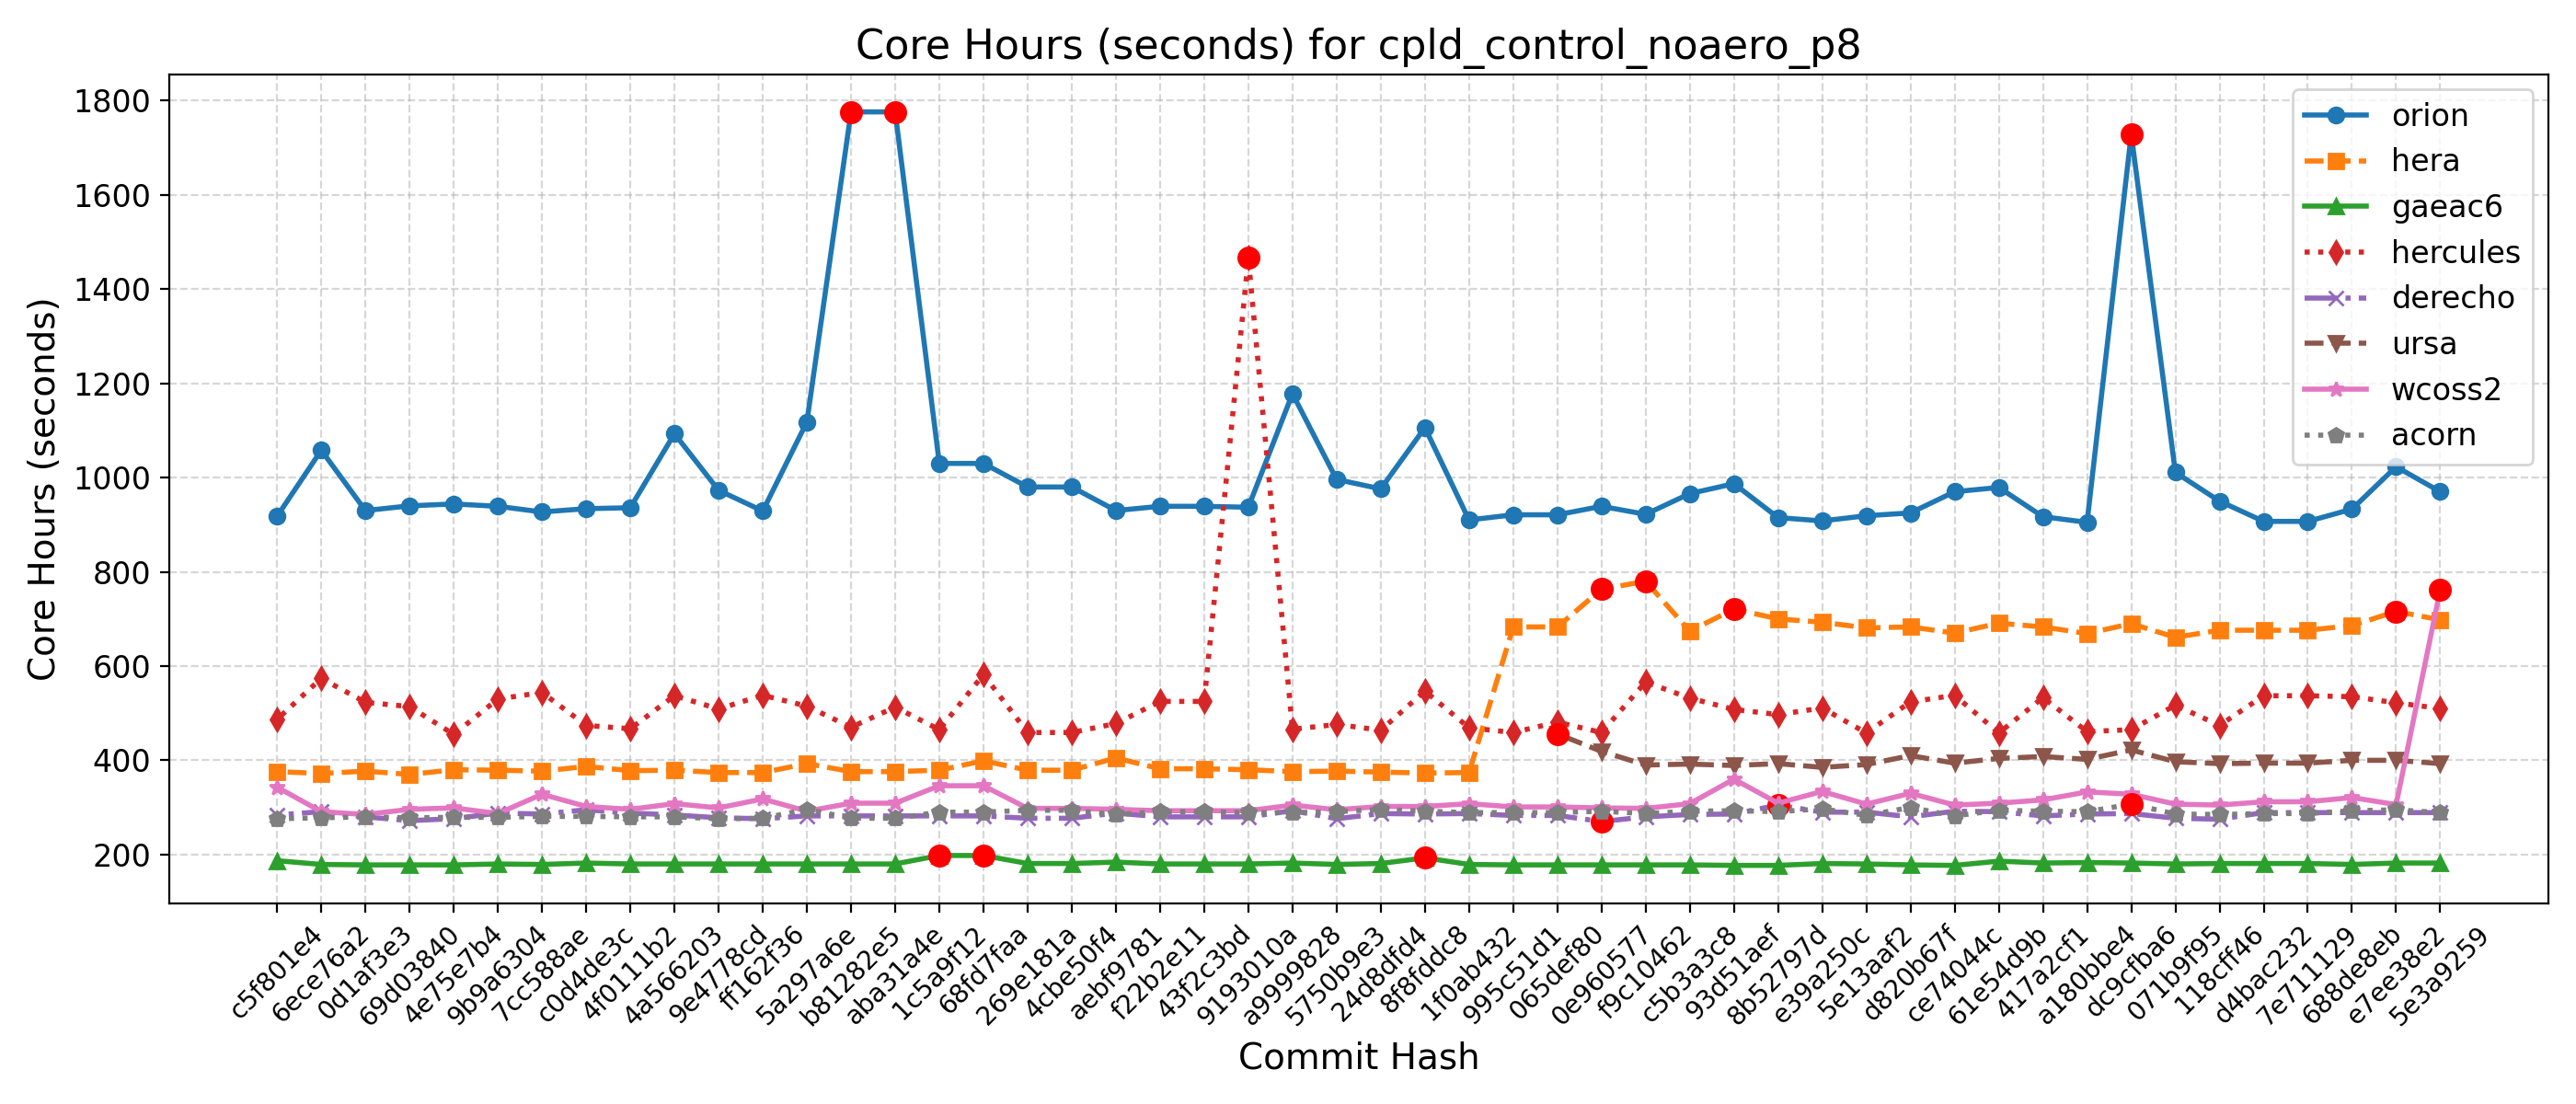 Core Hours (seconds) for cpld_control_noaero_p8
Core Hours (seconds)
1800
1600
1400
1200
1000
800
600
400
200
orion
hera
gaeac6
hercules
derecho
ursa
wcoss2
acorn
c5f801e4
6ece76a2
0d1af3e3
69d03840
4e75e7b4
9b9a6304
7cc588ae
c0d4de3c
4f0111b2
4a566203
9e4778cd
ff162f36
5a297a6e
b81282e5
aba31a4e
1c5a9f12
68fd7faa
269e181a
4cbe50f4
aebf9781
f22b2e11
43f2c3bd
9193010a
a9999828
5750b9e3
24d8dfd4
8f8fddc8
1f0ab432
995c51d1
065def80
0e960577
f9c10462
c5b3a3c8
93d51aef
8b52797d
e39a250c
5e13aaf2
d820b67f
ce74044c
61e54d9b
417a2cf1
a180bbe4
dc9cfba6
071b9f95
118cff46
d4bac232
7e711129
688de8eb
e7ee38e2
5e3a9259
Commit Hash